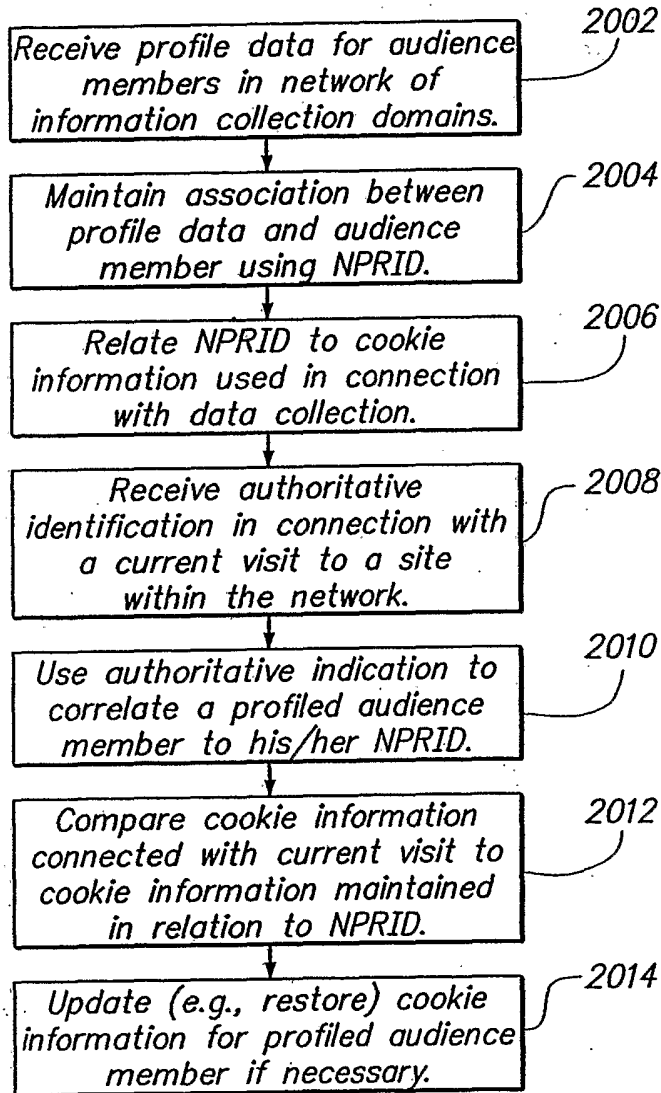 2002
Receive profile data for audience
members in network of
information collection domains.
2004
Maintain association between
profile data and audience
member using NPRID.
2006
Relate NPRID to cookie
information used in connection
with data collection.
2008
Receive authoritative
identification in connection with
a current visit to a site
within the network.
2010
Use authoritative indication to
correlate a profiled audience
member to his/her NPRID.
2012
Compare cookie information
connected with current visit to
cookie information maintained
in relation to NPRID.
2014
Update (e.g., restore) cookie
information for profiled audience
member if necessary.